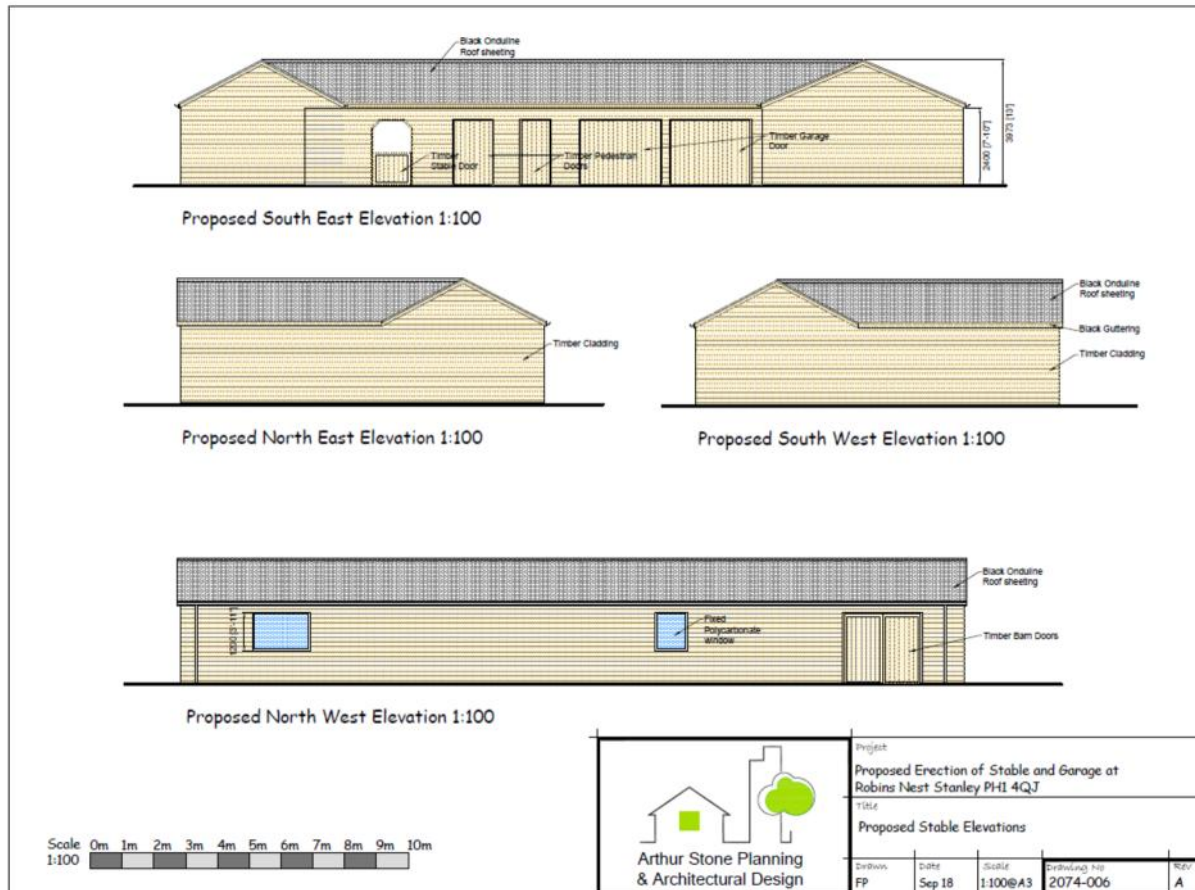 Black Onduline
Roof sheeting
Timber
Stable Door
Timber Pedestrian
Doors
Timber Garage
Door
2400 [7'-10"]
3973 [13']
Proposed South East Elevation 1:100
Timber Cladding
Proposed North East Elevation 1:100
Black Onduline
Roof sheeting
Black Guttering
Timber Cladding
Proposed South West Elevation 1:100
Black Onduline
Roof sheeting
1200 [3'-11"]
Fixed
Polycarbonate
window
Timber Barn Doors
Proposed North West Elevation 1:100
Scale
1:100
0m 1m 2m 3m 4m 5m 6m 7m 8m 9m 10m
Arthur Stone Planning
& Architectural Design
Project
Proposed Erection of Stable and Garage at
Robins Nest Stanley PH1 4QJ
Title
Proposed Stable Elevations
Drawn
FP
Date
Sep 18
Scale
1:100@A3
Drawing No
2074-006
Rev
A